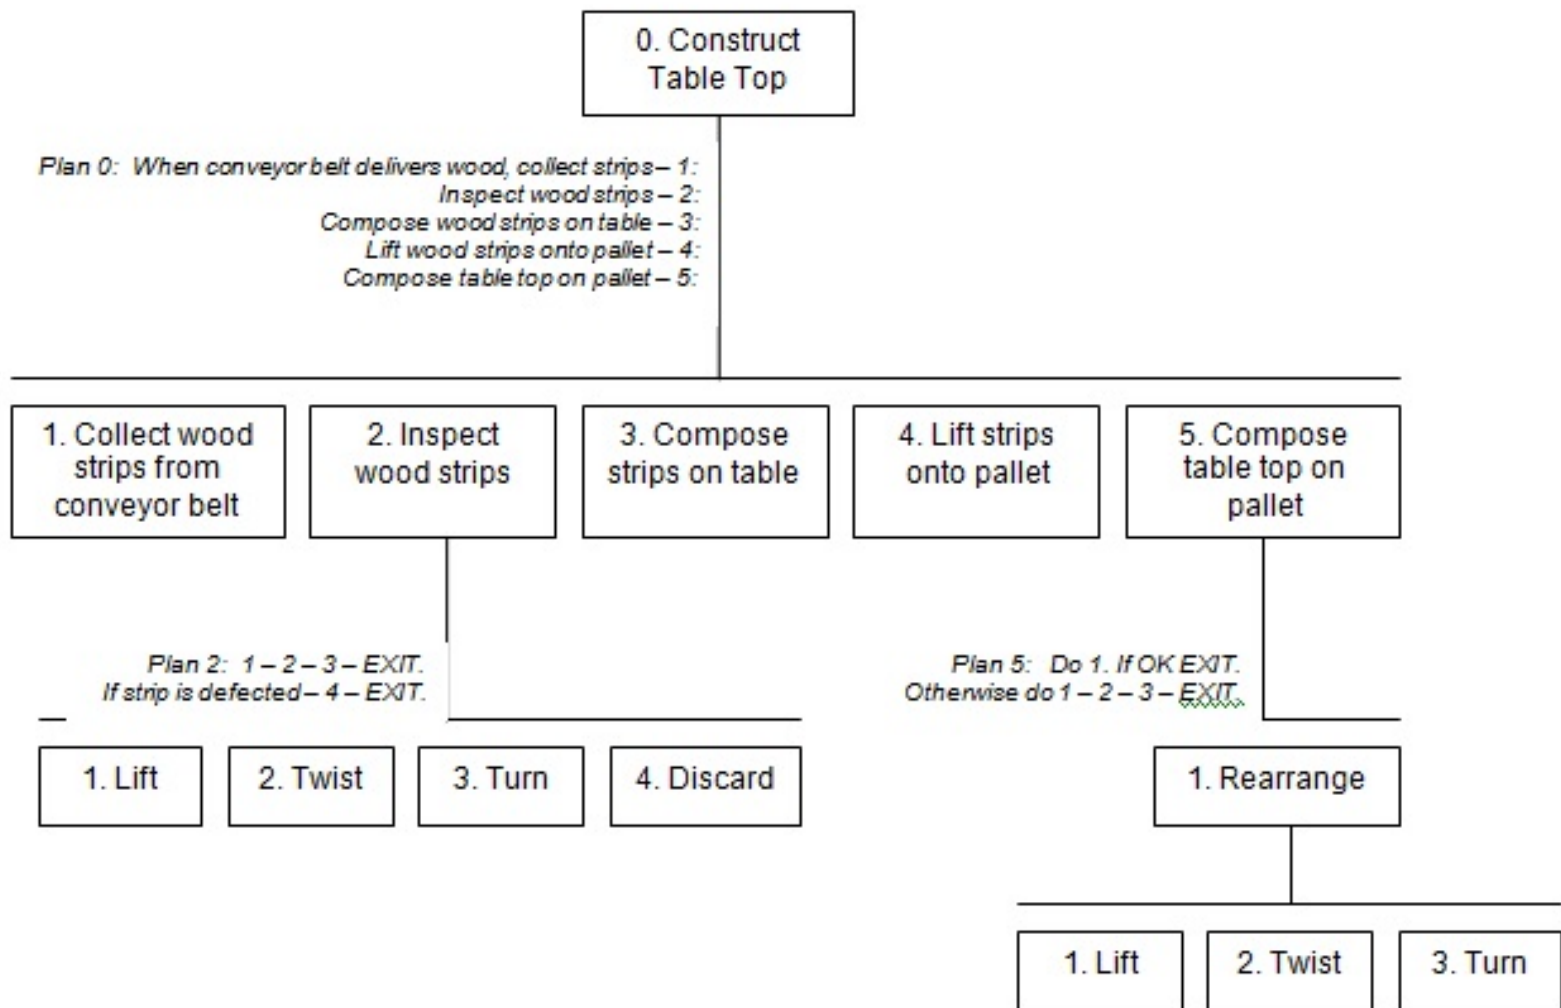 0. Construct
Table Top
Plan 0: When conveyor belt delivers wood, collect strips – 1:
Inspect wood strips – 2:
Compose wood strips on table – 3:
Lift wood strips onto pallet – 4:
Compose table top on pallet – 5:
1. Collect wood
strips from
conveyor belt
2. Inspect
wood strips
3. Compose
strips on table
4. Lift strips
onto pallet
5. Compose
table top on
pallet
Plan 2: 1 – 2 – 3 – EXIT.
If strip is defected – 4 – EXIT.
Plan 5: Do 1. If OK EXIT.
Otherwise do 1 – 2 – 3 – EXIT.
1. Lift
2. Twist
3. Turn
4. Discard
1. Rearrange
1. Lift
2. Twist
3. Turn